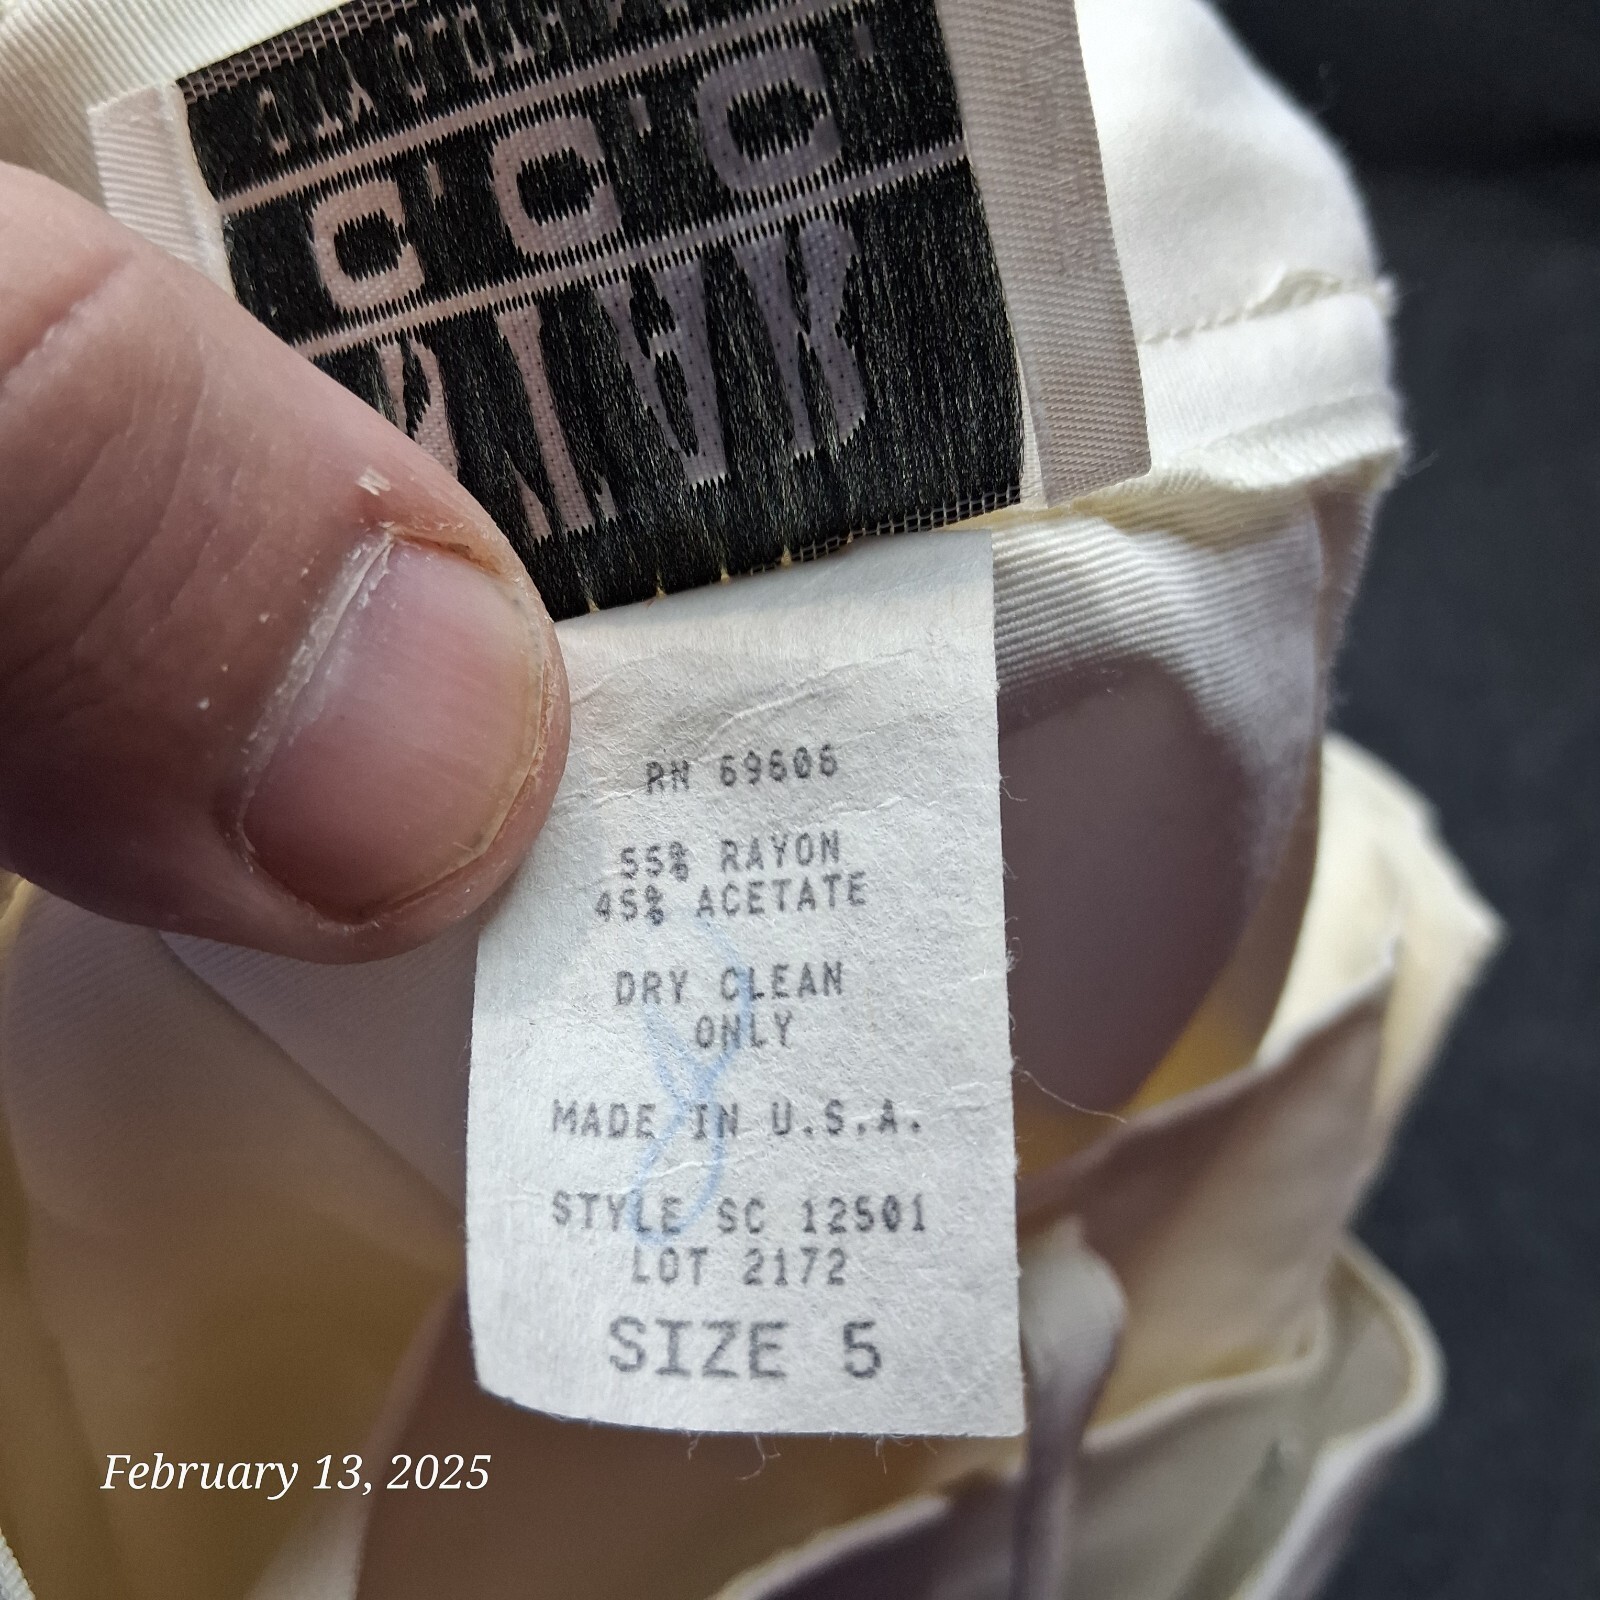 C.C.C.
RN 69606
55% RAYON
45% ACETATE
DRY CLEAN
ONLY
MADE IN U.S.A.
STYLE SC 12501
LOT 2172
SIZE 5
February 13, 2025